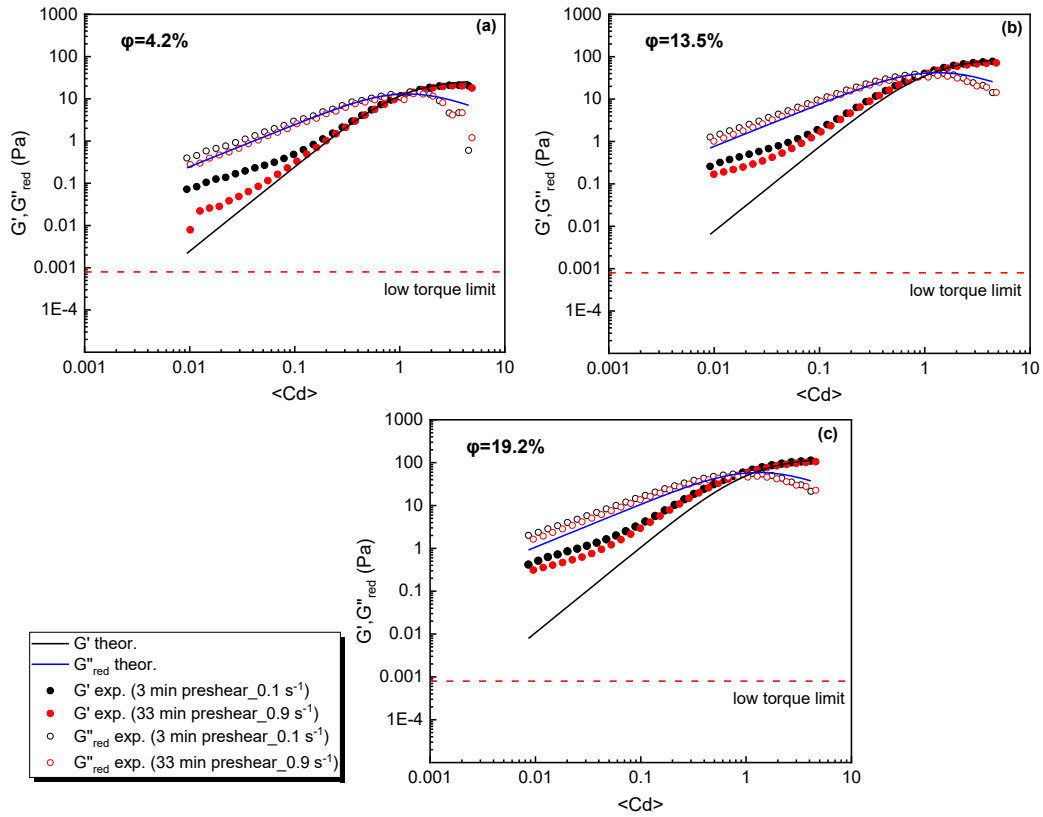 (a)
φ=4.2%
1000
100
10
1
0.1
0.01
0.001
1E-4
G',G''red (Pa)
low torque limit
0.001 0.01 0.1 1 10
<Cd>
(b)
φ=13.5%
1000
100
10
1
0.1
0.01
0.001
1E-4
G',G''red (Pa)
low torque limit
0.001 0.01 0.1 1 10
<Cd>
(c)
φ=19.2%
1000
100
10
1
0.1
0.01
0.001
1E-4
G',G''red (Pa)
low torque limit
0.001 0.01 0.1 1 10
<Cd>
G' theor.
G''red theor.
G' exp. (3 min preshear_0.1 s-1)
G' exp. (33 min preshear_0.9 s-1)
G''red exp. (3 min preshear_0.1 s-1)
G''red exp. (33 min preshear_0.9 s-1)